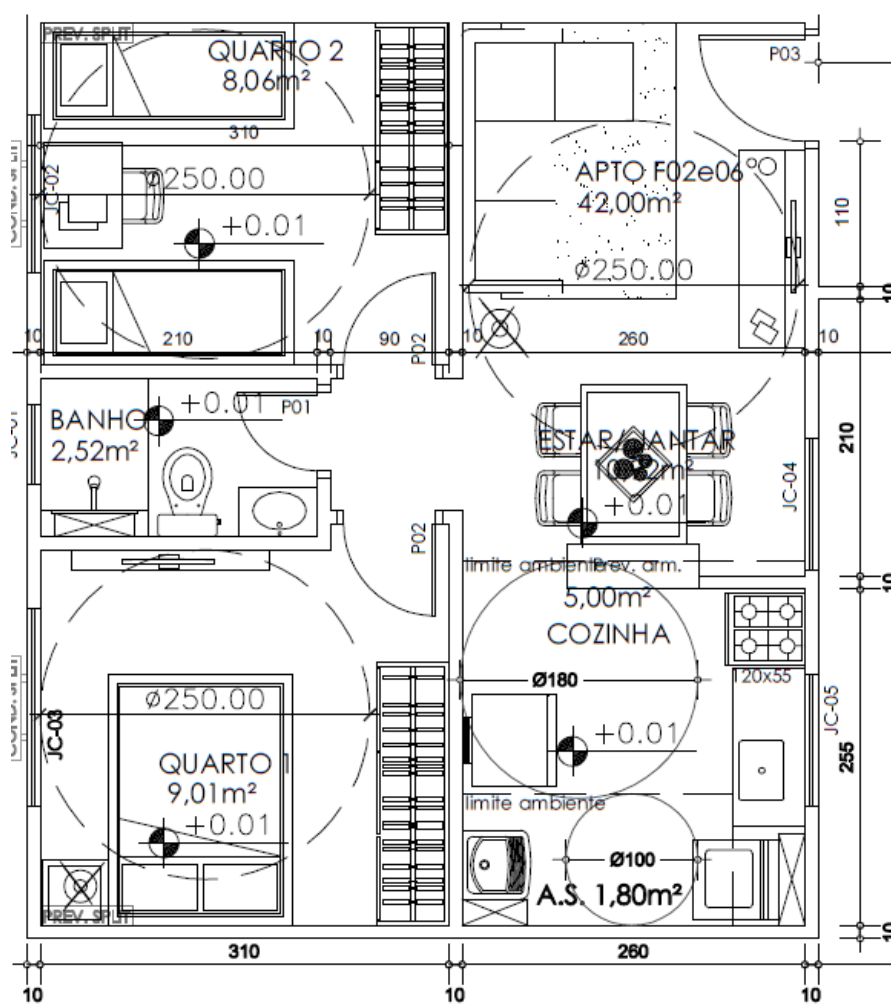 PREV. SPLIT
QUARTO 2
8,06m²
P03
310
JC-02
ø250.00
+0.01
APTO F02e06
42,00m²
110
ø250.00
10
10
210
10
90
P02
10
260
10
BANHO
2,52m²
+0.01
P01
ESTAR/JANTAR
+0.01
JC-04
210
P02
limite ambiente
Prev. arm.
10
5,00m²
COZINHA
120x55
Ø180
ø250.00
JC-03
+0.01
JC-05
255
QUARTO 1
9,01m²
+0.01
limite ambiente
Ø100
A.S. 1,80m²
PREV. SPLIT
10
310
260
10
10
10